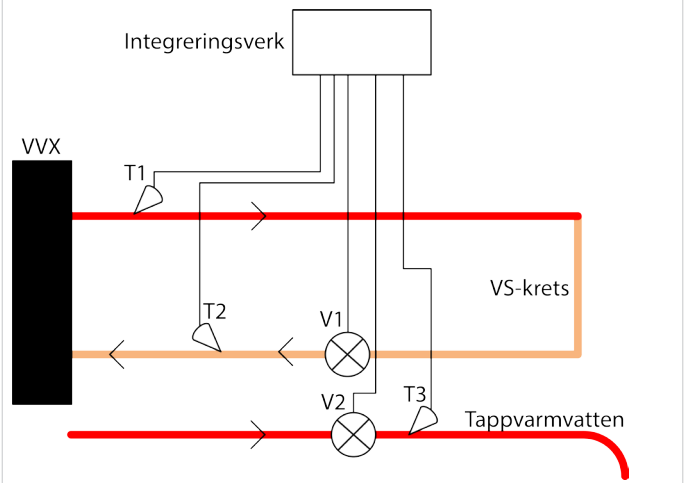 Integreringsverk
VVX
T1
VS-krets
T2
V1
V2
T3
Tappvarmvatten